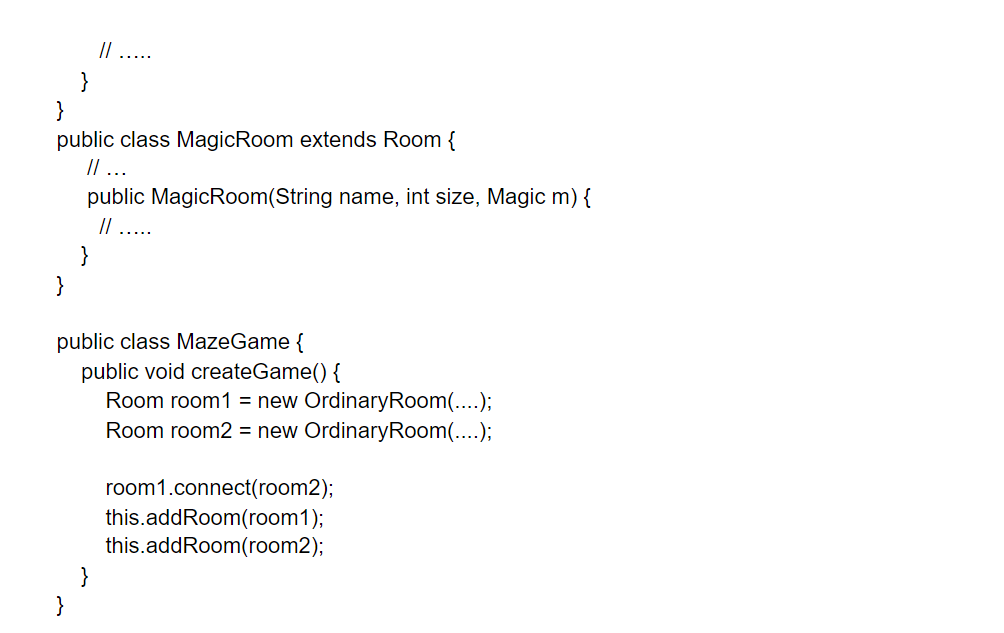 // …..
}
}
public class MagicRoom extends Room {
// …
public MagicRoom(String name, int size, Magic m) {
// …..
}
}
public class MazeGame {
public void createGame() {
Room room1 = new OrdinaryRoom(....);
Room room2 = new OrdinaryRoom(....);
room1.connect(room2);
this.addRoom(room1);
this.addRoom(room2);
}
}